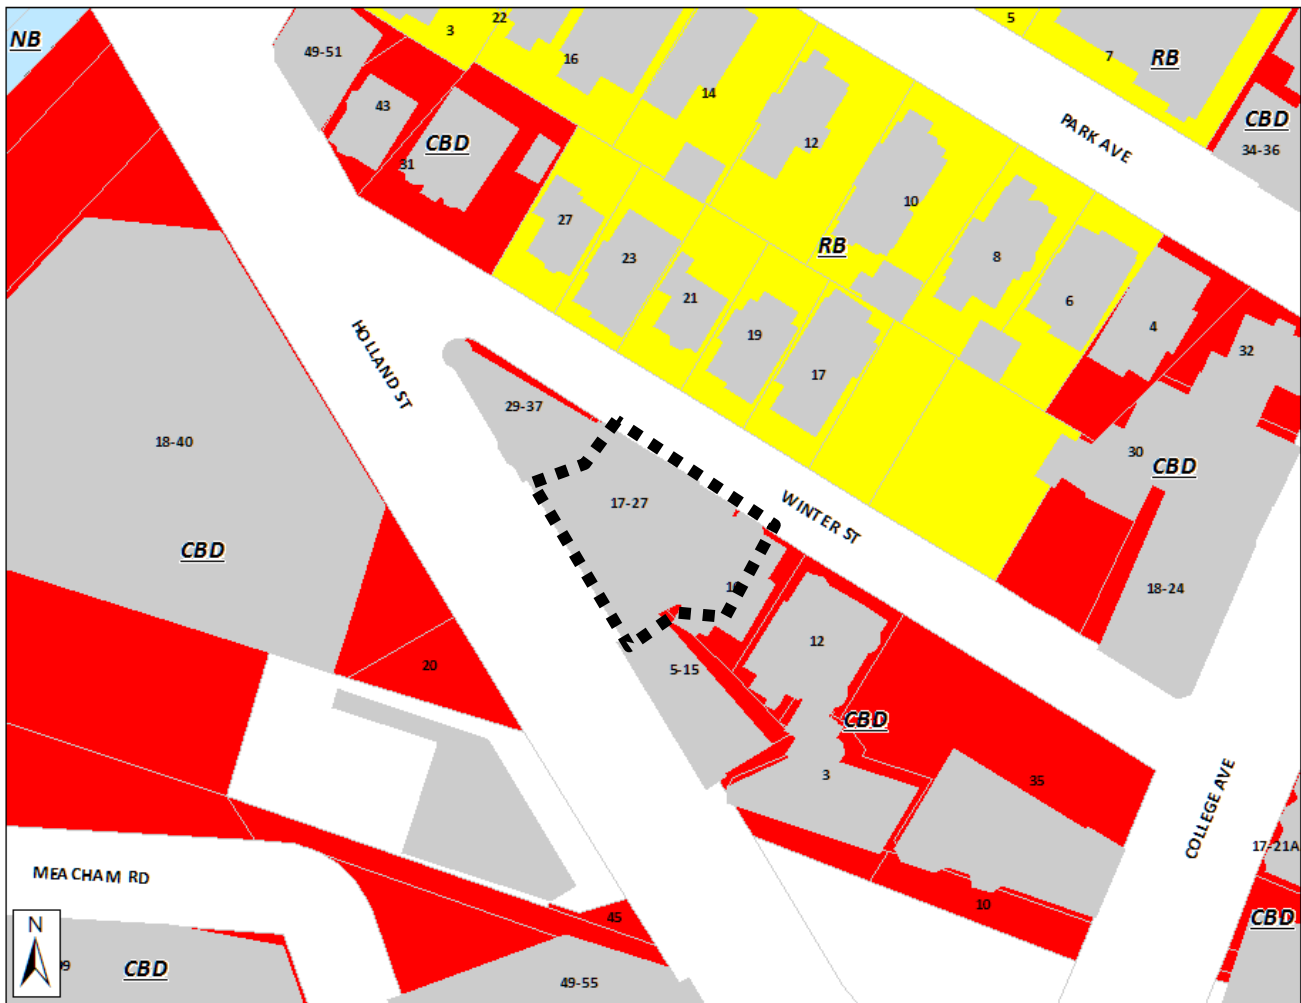 NB
49-51
3
22
16
5
7
RB
14
43
CBD
31
12
PARK AVE
CBD
34-36
27
23
RB
10
8
21
6
19
4
17
32
HOLLAND ST
29-37
18-40
30
CBD
17-27
WINTER ST
CBD
18-24
12
20
5-15
CBD
3
35
COLLEGE AVE
17-21A
MEACHAM RD
45
10
CBD
N
CBD
49-55